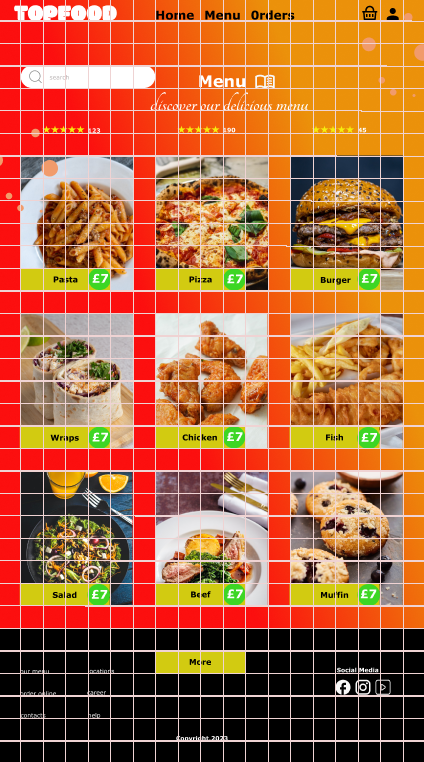 TOPFOOD
Home Menu 0rders
search
Menu
discover our delicious menu
123 190 45
Pasta £7 Pizza £7 Burger £7
Wraps £7 Chicken £7 Fish £7
Salad £7 Beef £7 Muffin £7
More
our menu locations Social Media
order online career
contacts help
Copyright 2023